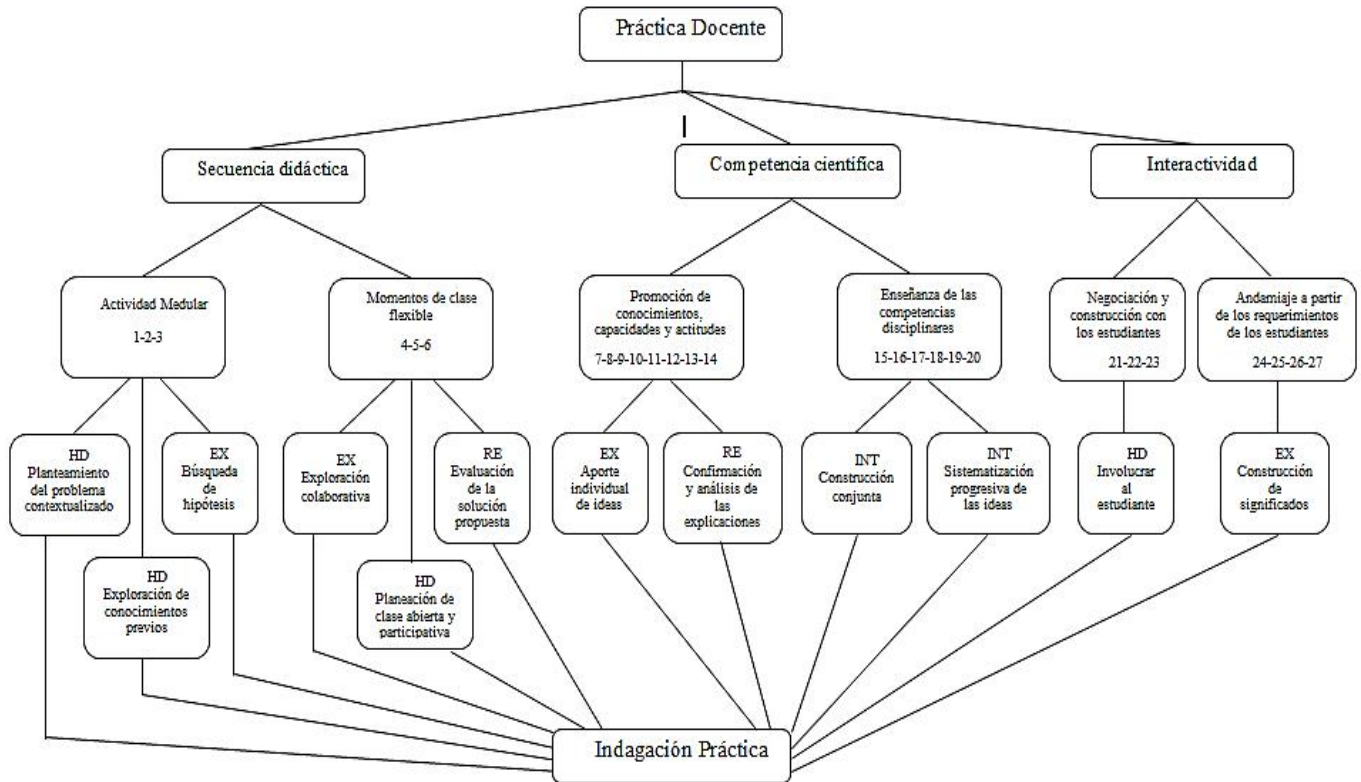 Práctica Docente
Secuencia didáctica
Competencia científica
Interactividad
Actividad Medular
1-2-3
Momentos de clase
flexible
4-5-6
Promoción de
conocimientos,
capacidades y actitudes
7-8-9-10-11-12-13-14
Enseñanza de las
competencias
disciplinares
15-16-17-18-19-20
Negociación y
construcción con
los estudiantes
21-22-23
Andamiaje a partir
de los requerimientos
de los estudiantes
24-25-26-27
HD
Planteamiento
del problema
contextualizado
EX
Búsqueda
de
hipótesis
EX
Exploración
colaborativa
RE
Evaluación
de la
solución
propuesta
EX
Aporte
individual
de ideas
RE
Confirmación
y análisis de
las
explicaciones
INT
Construcción
conjunta
INT
Sistematización
progresiva de
las ideas
HD
Involucrar
al
estudiante
EX
Construcción
de
significados
HD
Exploración de
conocimientos
previos
HD
Planeación de
clase abierta y
participativa
Indagación Práctica